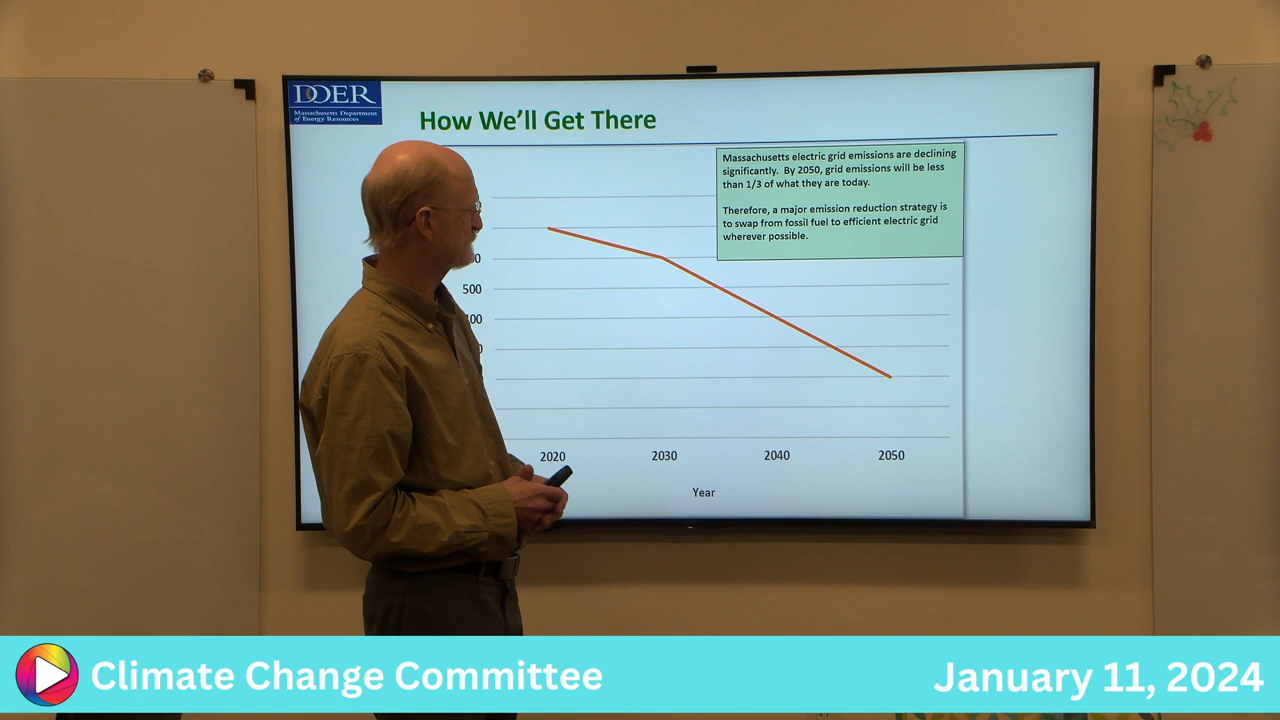 DOER
Massachusetts Department
of Energy Resources
How We'll Get There
Massachusetts electric grid emissions are declining
significantly. By 2050, grid emissions will be less
than 1/3 of what they are today.
Therefore, a major emission reduction strategy is
to swap from fossil fuel to efficient electric grid
wherever possible.
500
2020 2030 2040 2050
Year
Climate Change Committee
January 11, 2024